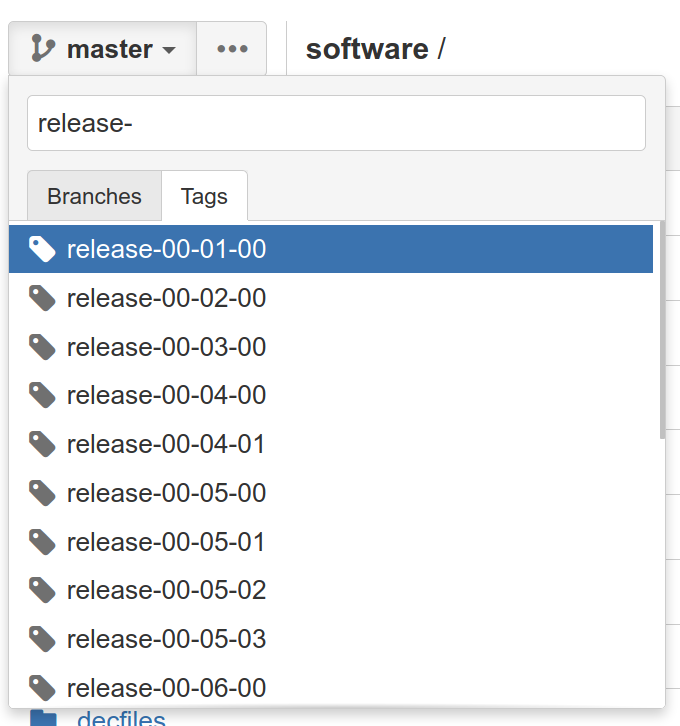 master
software /
release-
Branches
Tags
release-00-01-00
release-00-02-00
release-00-03-00
release-00-04-00
release-00-04-01
release-00-05-00
release-00-05-01
release-00-05-02
release-00-05-03
release-00-06-00
decfiles